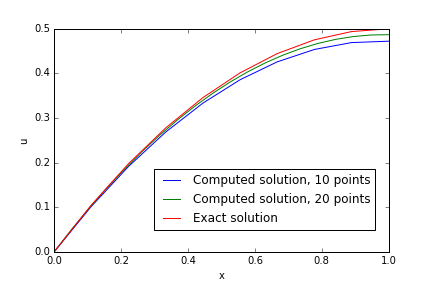 0.5
0.4
0.3
0.2
0.1
0.0
u
Computed solution, 10 points
Computed solution, 20 points
Exact solution
0.0 0.2 0.4 0.6 0.8 1.0
x